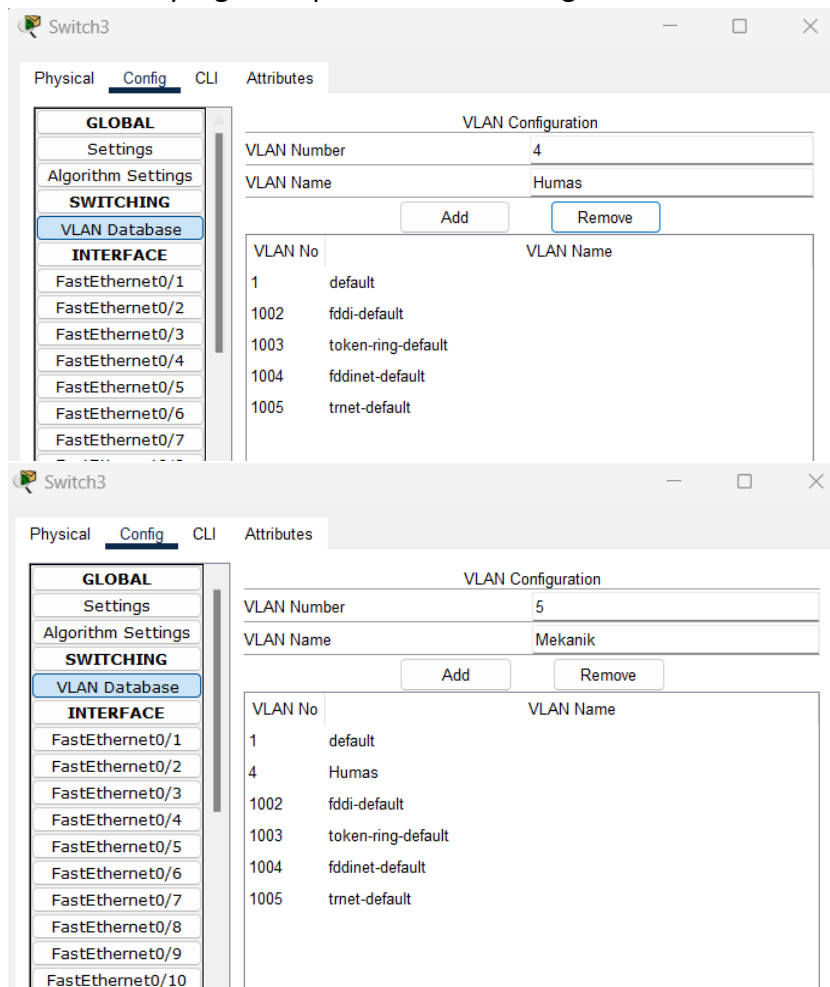 Switch3
Physical Config CLI Attributes
GLOBAL
Settings
Algorithm Settings
SWITCHING
VLAN Database
INTERFACE
FastEthernet0/1
FastEthernet0/2
FastEthernet0/3
FastEthernet0/4
FastEthernet0/5
FastEthernet0/6
FastEthernet0/7
VLAN Configuration
VLAN Number 4
VLAN Name Humas
Add Remove
VLAN No VLAN Name
1 default
1002 fddi-default
1003 token-ring-default
1004 fddinet-default
1005 trnet-default
Switch3
Physical Config CLI Attributes
GLOBAL
Settings
Algorithm Settings
SWITCHING
VLAN Database
INTERFACE
FastEthernet0/1
FastEthernet0/2
FastEthernet0/3
FastEthernet0/4
FastEthernet0/5
FastEthernet0/6
FastEthernet0/7
FastEthernet0/8
FastEthernet0/9
FastEthernet0/10
VLAN Configuration
VLAN Number 5
VLAN Name Mekanik
Add Remove
VLAN No VLAN Name
1 default
4 Humas
1002 fddi-default
1003 token-ring-default
1004 fddinet-default
1005 trnet-default